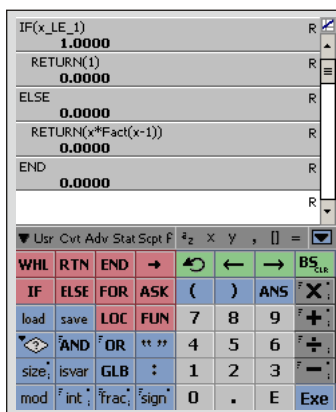 IF(x_LE_1) R
1.0000
RETURN(1) R
0.0000
ELSE R
0.0000
RETURN(x*Fact(x-1)) R
0.0000
END R
0.0000
R
Usr Cvt Adv Stat Scpt F a z x y , [] =
WHL RTN END → ← → BS CLR
IF ELSE FOR ASK ( ) ANS × :
load save LOC FUN 7 8 9 + :
<?> AND OR “ ” 4 5 6 ÷ :
size; isvar GLB : 1 2 3 − :
mod int; frac; sign 0 . E Exe